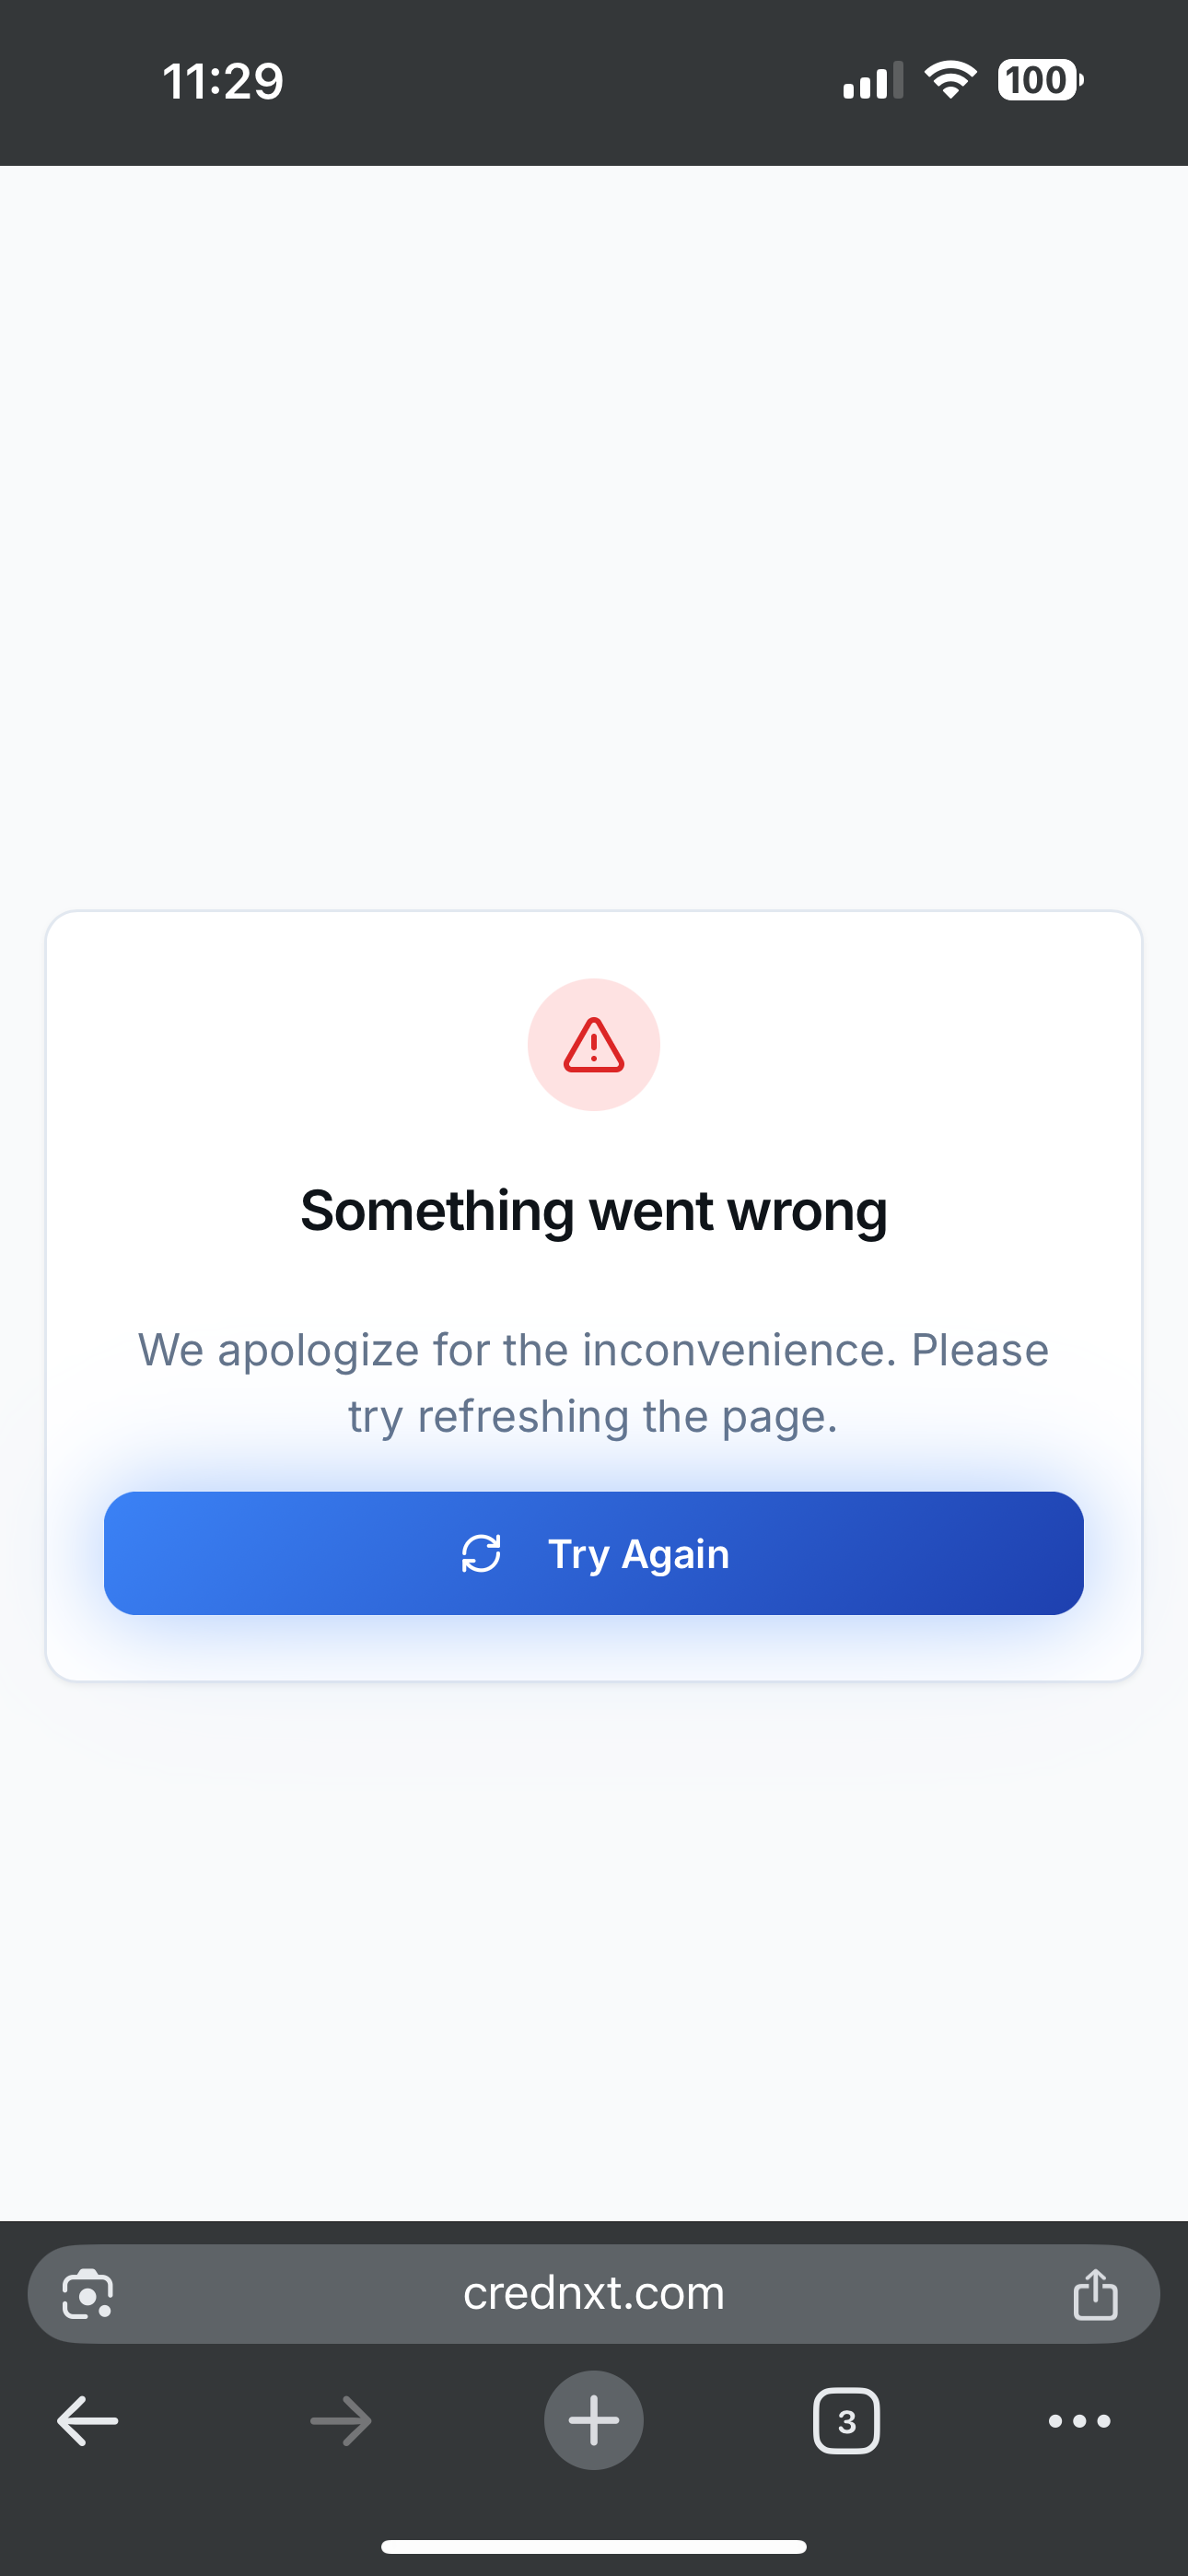 11:29
100
Something went wrong
We apologize for the inconvenience. Please
try refreshing the page.
Try Again
crednxt.com
3